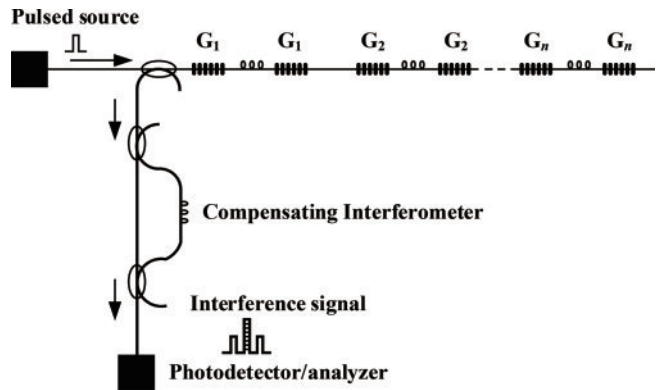 Pulsed source
G1 G1 G2 G2 Gn Gn
Compensating Interferometer
Interference signal
Photodetector/analyzer